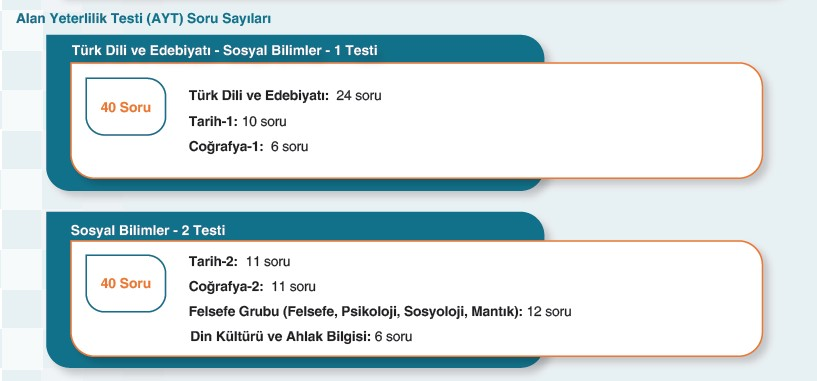 Alan Yeterlilik Testi (AYT) Soru Sayıları
Türk Dili ve Edebiyatı - Sosyal Bilimler - 1 Testi
40 Soru
Türk Dili ve Edebiyatı: 24 soru
Tarih-1: 10 soru
Coğrafya-1: 6 soru
Sosyal Bilimler - 2 Testi
40 Soru
Tarih-2: 11 soru
Coğrafya-2: 11 soru
Felsefe Grubu (Felsefe, Psikoloji, Sosyoloji, Mantık): 12 soru
Din Kültürü ve Ahlak Bilgisi: 6 soru